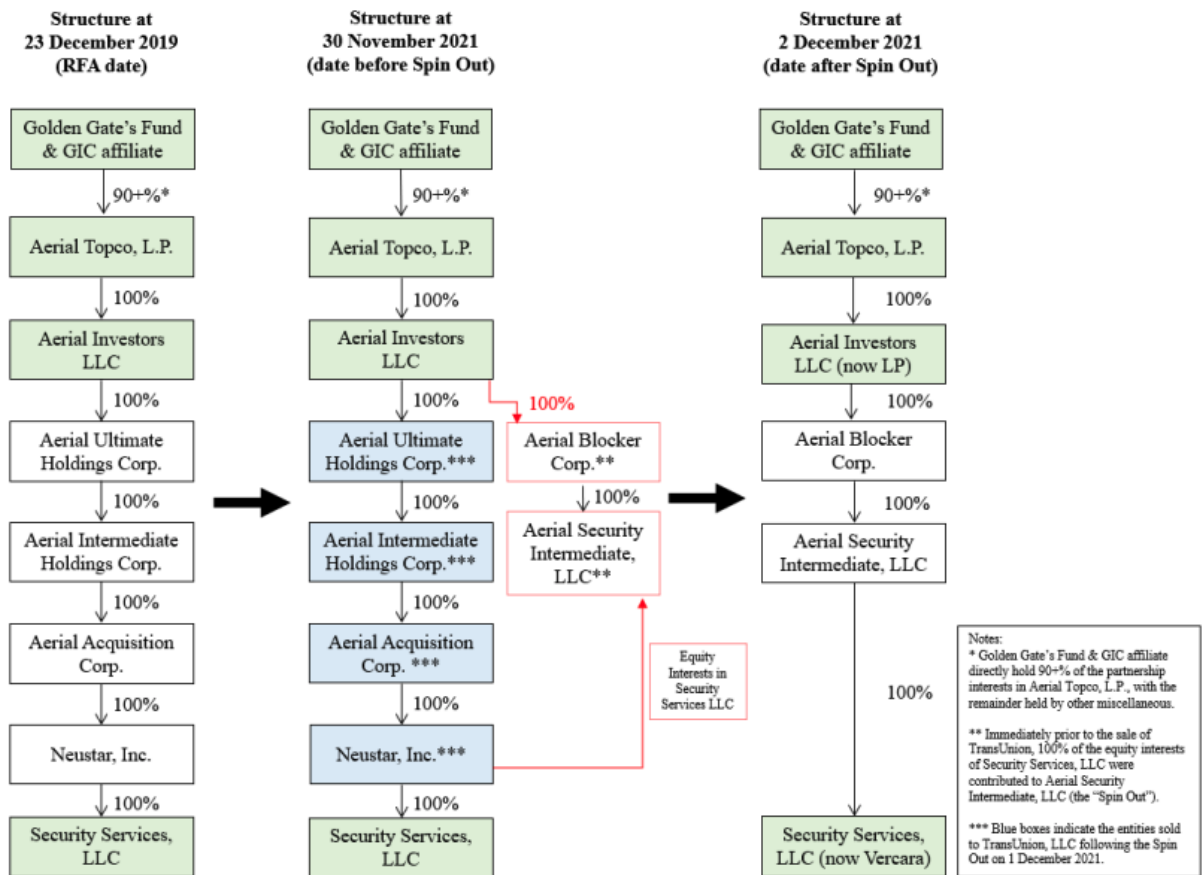 Structure at
23 December 2019
(RFA date)
Golden Gate's Fund
& GIC affiliate
90+%*
Aerial Topco, L.P.
100%
Aerial Investors
LLC
100%
Aerial Ultimate
Holdings Corp.
100%
Aerial Intermediate
Holdings Corp.
100%
Aerial Acquisition
Corp.
100%
Neustar, Inc.
100%
Security Services,
LLC
Structure at
30 November 2021
(date before Spin Out)
Golden Gate's Fund
& GIC affiliate
90+%*
Aerial Topco, L.P.
100%
Aerial Investors
LLC
100%
100%
Aerial Ultimate
Holdings Corp.***
100%
Aerial Intermediate
Holdings Corp.***
100%
Aerial Acquisition
Corp. ***
100%
Neustar, Inc.***
100%
Security Services,
LLC
Aerial Blocker
Corp.**
100%
Aerial Security
Intermediate,
LLC**
Equity
Interests in
Security
Services LLC
Structure at
2 December 2021
(date after Spin Out)
Golden Gate's Fund
& GIC affiliate
90+%*
Aerial Topco, L.P.
100%
Aerial Investors
LLC (now LP)
100%
Aerial Blocker
Corp.
100%
Aerial Security
Intermediate, LLC
100%
Security Services,
LLC (now Vercara)
Notes:
* Golden Gate's Fund & GIC affiliate
directly hold 90+% of the partnership
interests in Aerial Topco, L.P., with the
remainder held by other miscellaneous.
** Immediately prior to the sale of
TransUnion, 100% of the equity interests
of Security Services, LLC were
contributed to Aerial Security
Intermediate, LLC (the "Spin Out").
*** Blue boxes indicate the entities sold
to TransUnion, LLC following the Spin
Out on 1 December 2021.